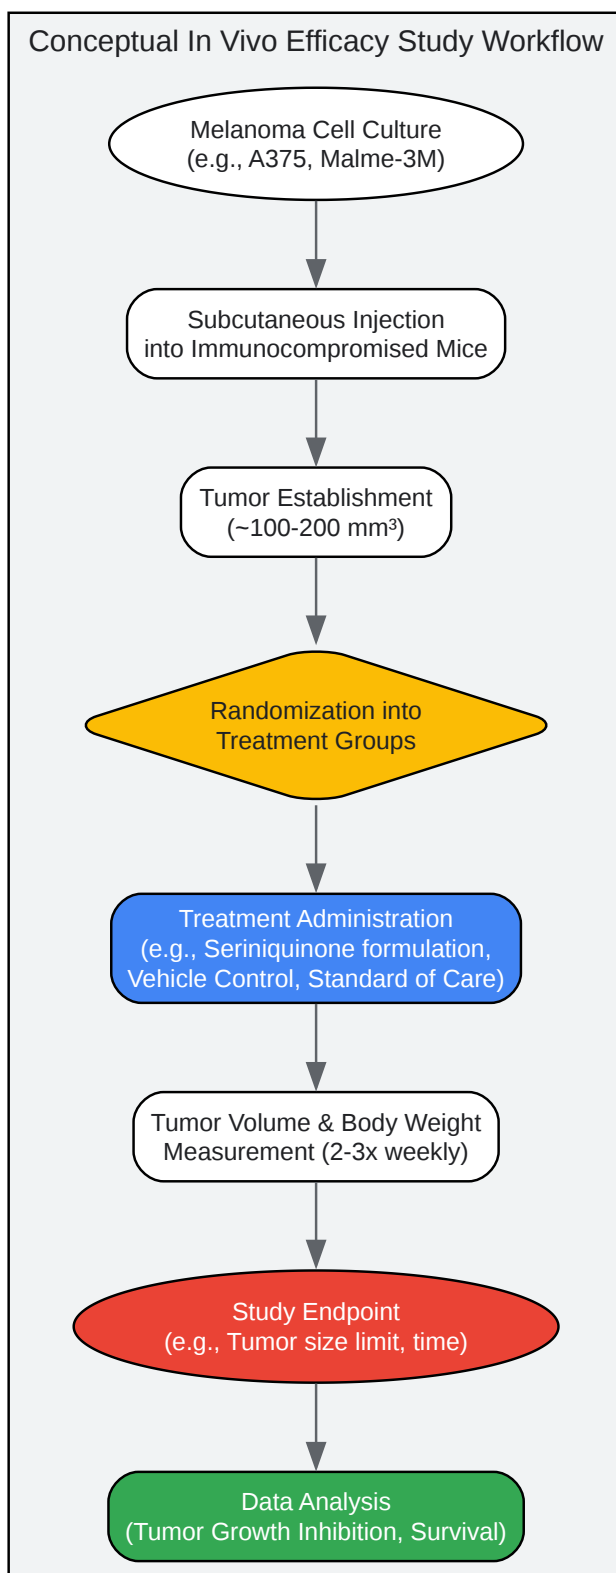 Conceptual In Vivo Efficacy Study Workflow
Melanoma Cell Culture
(e.g., A375, Malme-3M)
Subcutaneous Injection
into Immunocompromised Mice
Tumor Establishment
(~100-200 mm³)
Randomization into
Treatment Groups
Treatment Administration
(e.g., Seriniquinone formulation,
Vehicle Control, Standard of Care)
Tumor Volume & Body Weight
Measurement (2-3x weekly)
Study Endpoint
(e.g., Tumor size limit, time)
Data Analysis
(Tumor Growth Inhibition, Survival)